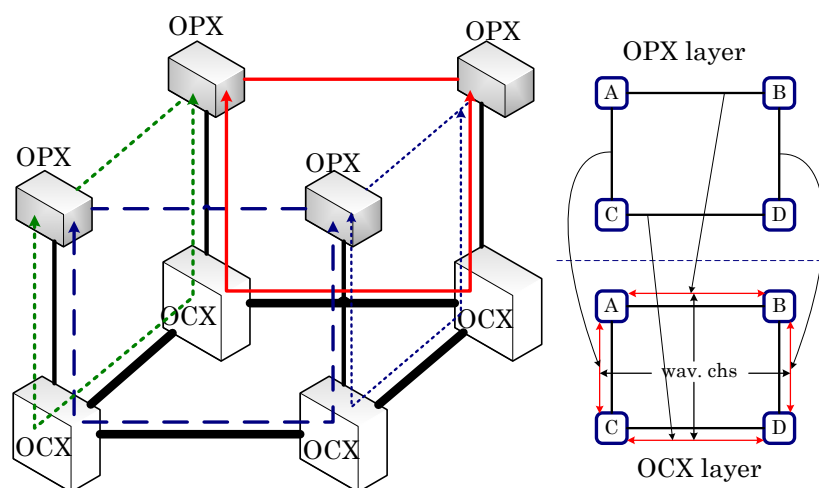 OPX
OPX
OPX
OPX
OCX
OCX
OCX
OCX
OPX layer
A
B
C
D
A
B
wav. chs
C
D
OCX layer